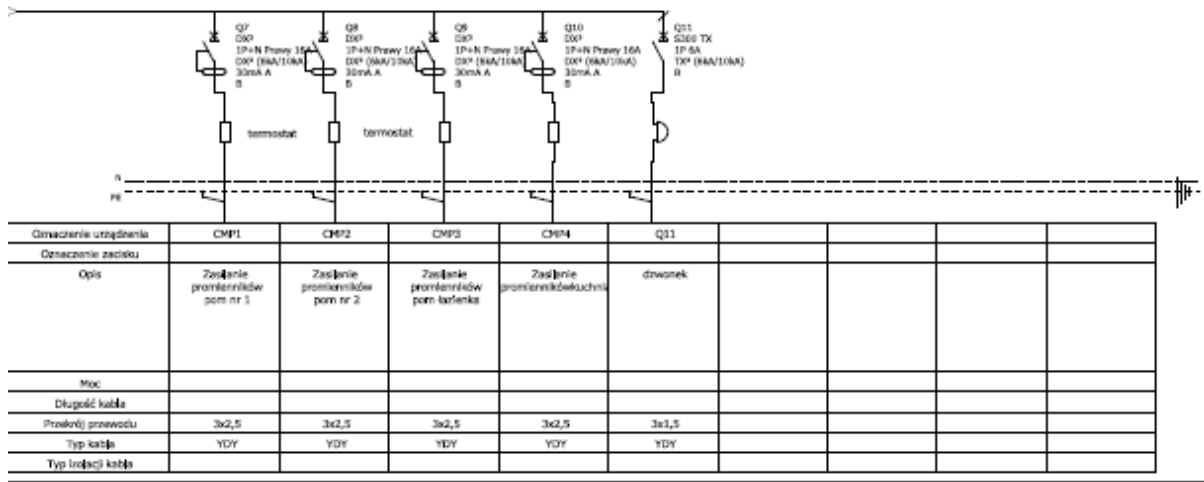 Q7
DX³
1P+N Prawy 16A
DX³ (6kA/10kA)
30mA A
B
Q8
DX³
1P+N Prawy 16A
DX³ (6kA/10kA)
30mA A
B
Q9
DX³
1P+N Prawy 16A
DX³ (6kA/10kA)
30mA A
B
Q10
DX³
1P+N Prawy 16A
DX³ (6kA/10kA)
30mA A
B
Q11
S300 TX
1P 6A
TX³ (6kA/10kA)
B
termostat
termostat
N
PE
Oznaczenie urządzenia CMP1 CMP2 CMP3 CMP4 Q11
Oznaczenie zacisku
Opis Zasilanie Zasilanie Zasilanie Zasilanie dzwonek
promienników promienników promienników promiennikówkuchnia
pom nr 1 pom nr 2 pom łazienka
Moc
Długość kabla
Przekrój przewodu 3x2,5 3x2,5 3x2,5 3x2,5 3x1,5
Typ kabla YDY YDY YDY YDY YDY
Typ izolacji kabla